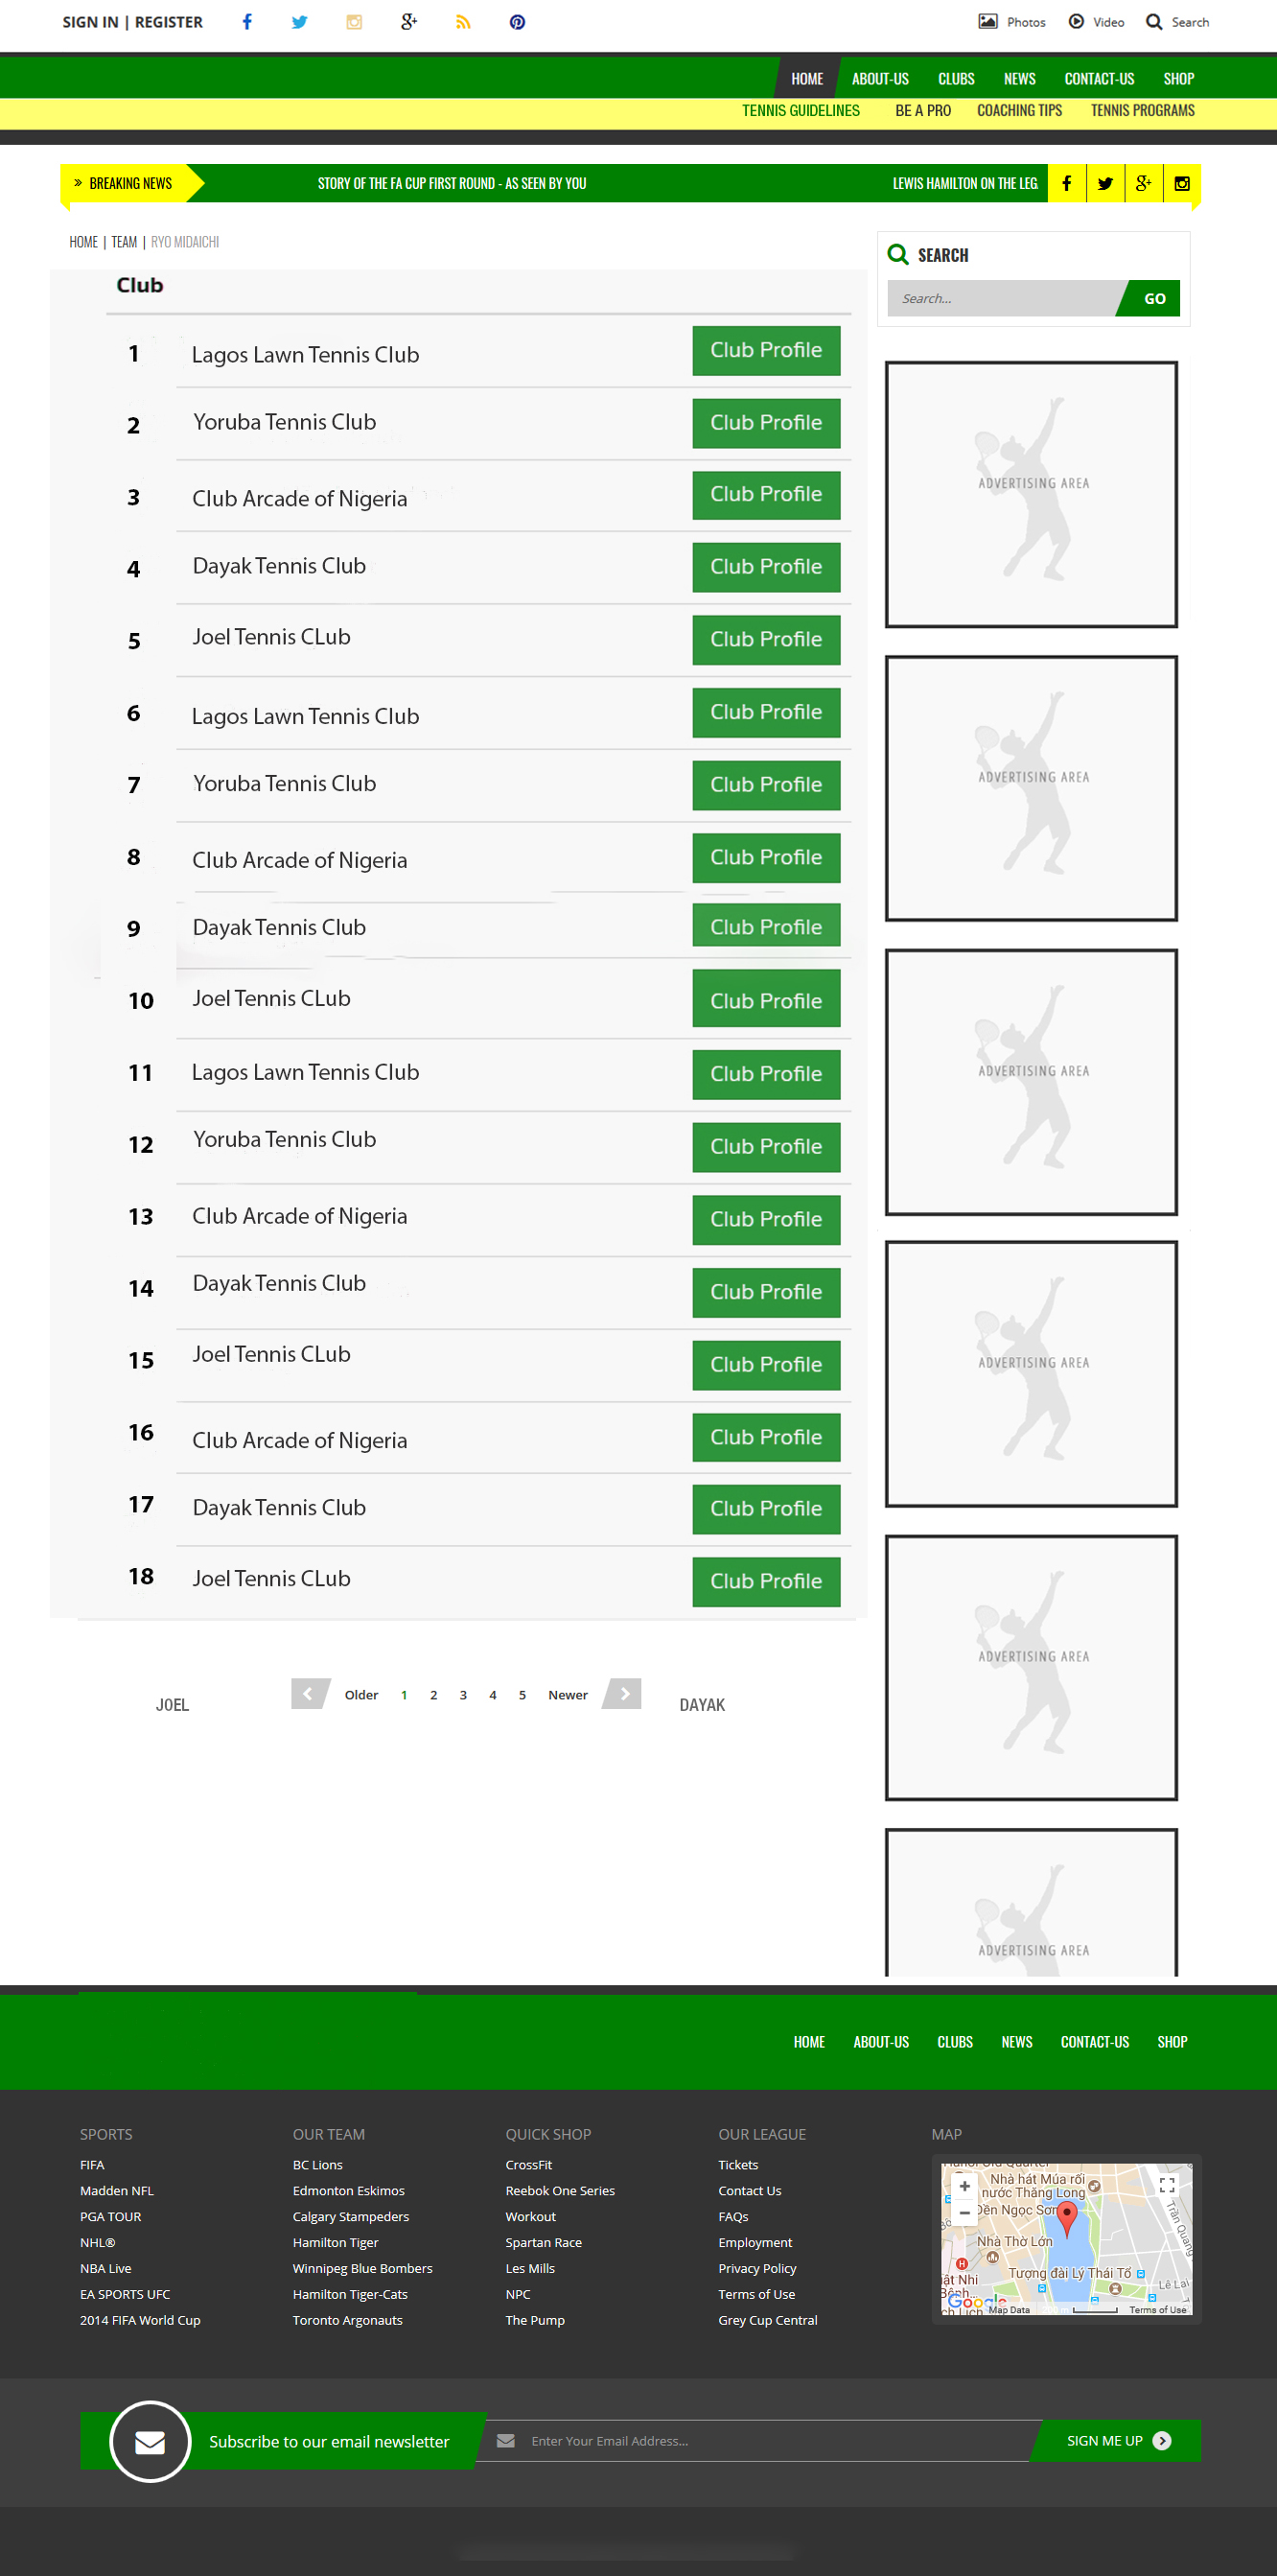 SIGN IN | REGISTER
Photos Video Search
HOME ABOUT-US CLUBS NEWS CONTACT-US SHOP
TENNIS GUIDELINES BE A PRO COACHING TIPS TENNIS PROGRAMS
» BREAKING NEWS STORY OF THE FA CUP FIRST ROUND - AS SEEN BY YOU LEWIS HAMILTON ON THE LEG
HOME | TEAM | RYO MIDAICHI
SEARCH
Search...
GO
Club
1 Lagos Lawn Tennis Club Club Profile
2 Yoruba Tennis Club Club Profile
3 Club Arcade of Nigeria Club Profile
4 Dayak Tennis Club Club Profile
5 Joel Tennis CLub Club Profile
6 Lagos Lawn Tennis Club Club Profile
7 Yoruba Tennis Club Club Profile
8 Club Arcade of Nigeria Club Profile
9 Dayak Tennis Club Club Profile
10 Joel Tennis CLub Club Profile
11 Lagos Lawn Tennis Club Club Profile
12 Yoruba Tennis Club Club Profile
13 Club Arcade of Nigeria Club Profile
14 Dayak Tennis Club Club Profile
15 Joel Tennis CLub Club Profile
16 Club Arcade of Nigeria Club Profile
17 Dayak Tennis Club Club Profile
18 Joel Tennis CLub Club Profile
ADVERTISING AREA
ADVERTISING AREA
ADVERTISING AREA
ADVERTISING AREA
ADVERTISING AREA
ADVERTISING AREA
JOEL
Older 1 2 3 4 5 Newer
DAYAK
HOME ABOUT-US CLUBS NEWS CONTACT-US SHOP
SPORTS
FIFA
Madden NFL
PGA TOUR
NHL®
NBA Live
EA SPORTS UFC
2014 FIFA World Cup
OUR TEAM
BC Lions
Edmonton Eskimos
Calgary Stampeders
Hamilton Tiger
Winnipeg Blue Bombers
Hamilton Tiger-Cats
Toronto Argonauts
QUICK SHOP
CrossFit
Reebok One Series
Workout
Spartan Race
Les Mills
NPC
The Pump
OUR LEAGUE
Tickets
Contact Us
FAQs
Employment
Privacy Policy
Terms of Use
Grey Cup Central
MAP
Nhà hát Múa rối
nước Thăng Long
Đền Ngọc Sơn
Nhà Thờ Lớn
Trần Quang
Tượng đài Lý Thái Tổ
Lê Lai
Google
Map Data
Terms of Use
Subscribe to our email newsletter
Enter Your Email Address...
SIGN ME UP